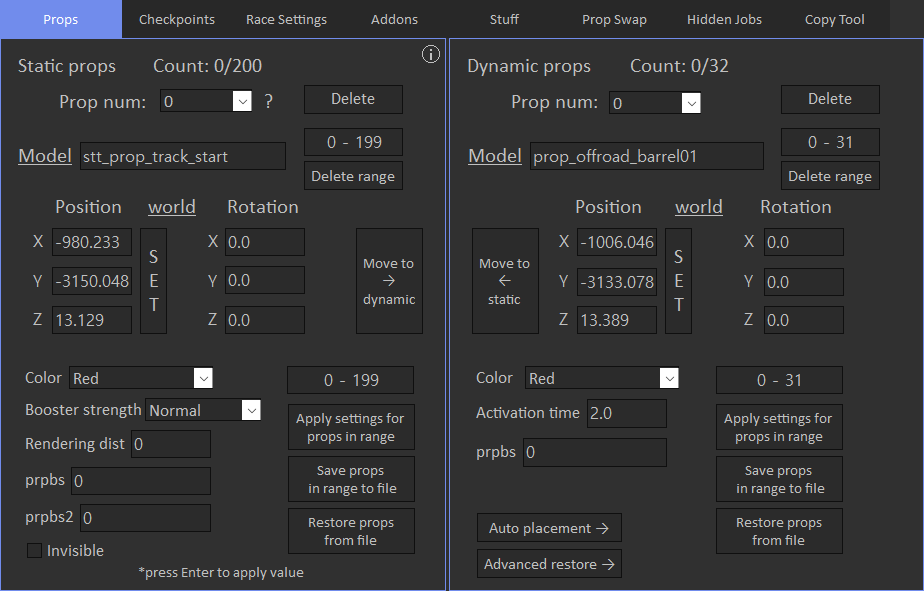 Props Checkpoints Race Settings Addons Stuff Prop Swap Hidden Jobs Copy Tool
Static props Count: 0/200
Prop num: 0 ? Delete
0 - 199
Model stt_prop_track_start
Delete range
Position world Rotation
X -980.233 X 0.0
Y -3150.048 Y 0.0
Z 13.129 Z 0.0
SET
Move to
→
dynamic
Color Red
0 - 199
Booster strength Normal
Apply settings for
props in range
Rendering dist 0
prpbs 0
Save props
in range to file
prpbs2 0
Restore props
from file
Invisible
*press Enter to apply value
Dynamic props Count: 0/32
Prop num: 0 Delete
0 - 31
Model prop_offroad_barrel01
Delete range
Position world Rotation
Move to
←
static
X -1006.046 X 0.0
Y -3133.078 Y 0.0
Z 13.389 Z 0.0
SET
Color Red
0 - 31
Activation time 2.0
Apply settings for
props in range
prpbs 0
Save props
in range to file
Auto placement →
Restore props
from file
Advanced restore →